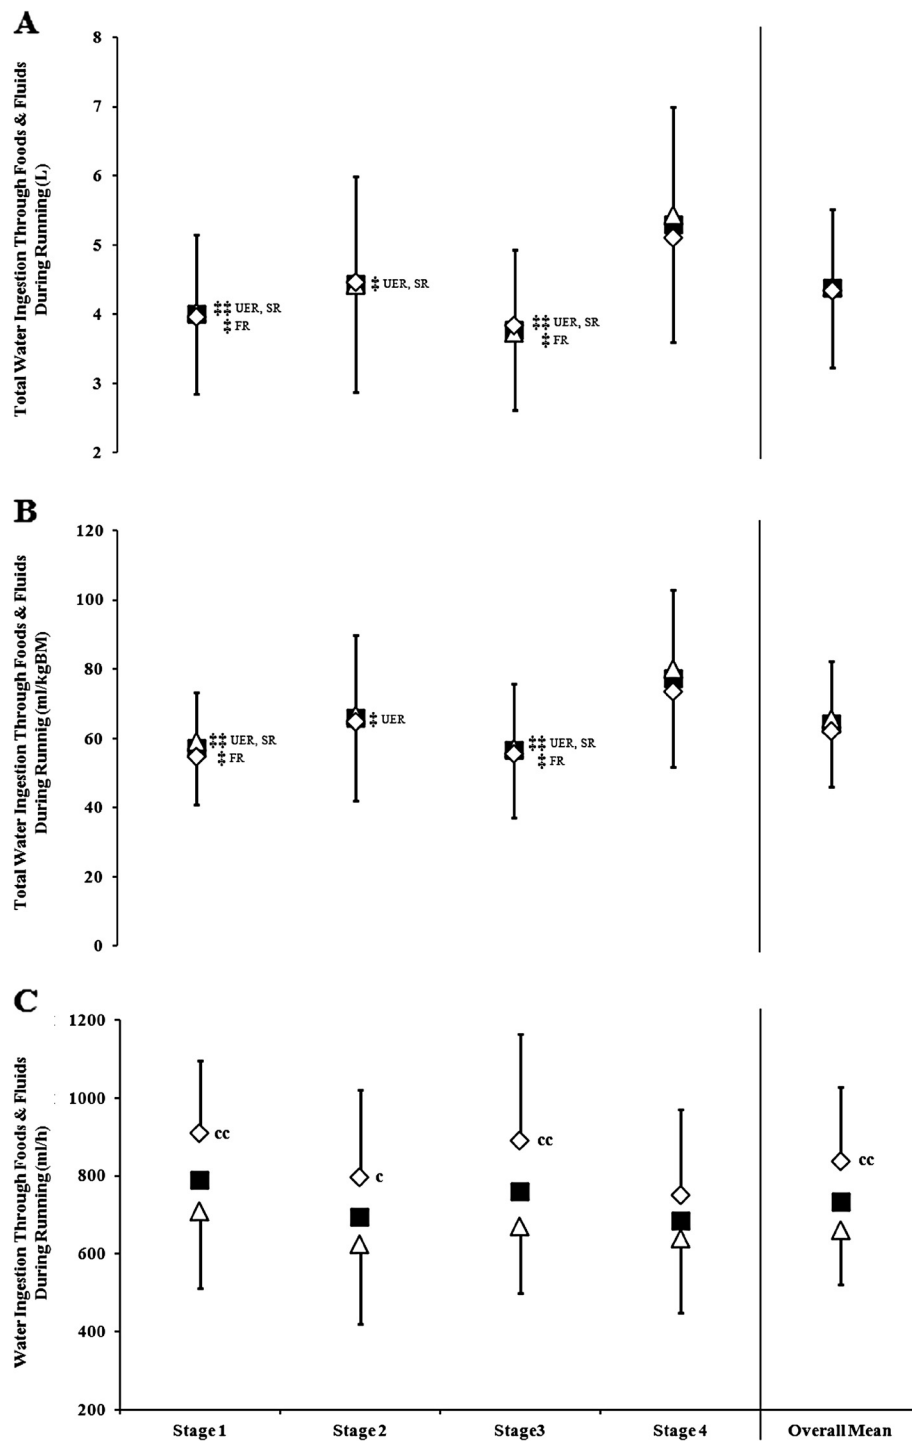 A
Total Water Ingestion Through Foods & Fluids
During Running (L)
8
7
6
5
4
3
2
‡‡ UER, SR
‡ FR
‡ UER, SR
‡‡ UER, SR
‡ FR
B
Total Water Ingestion Through Foods & Fluids
During Runnig (ml/kgBM)
120
100
80
60
40
20
0
‡‡ UER, SR
‡ FR
‡ UER
‡‡ UER, SR
‡ FR
C
Water Ingestion Through Foods & Fluids
During Running (ml/h)
1200
1000
800
600
400
200
cc
c
cc
cc
Stage 1 Stage 2 Stage3 Stage 4 Overall Mean